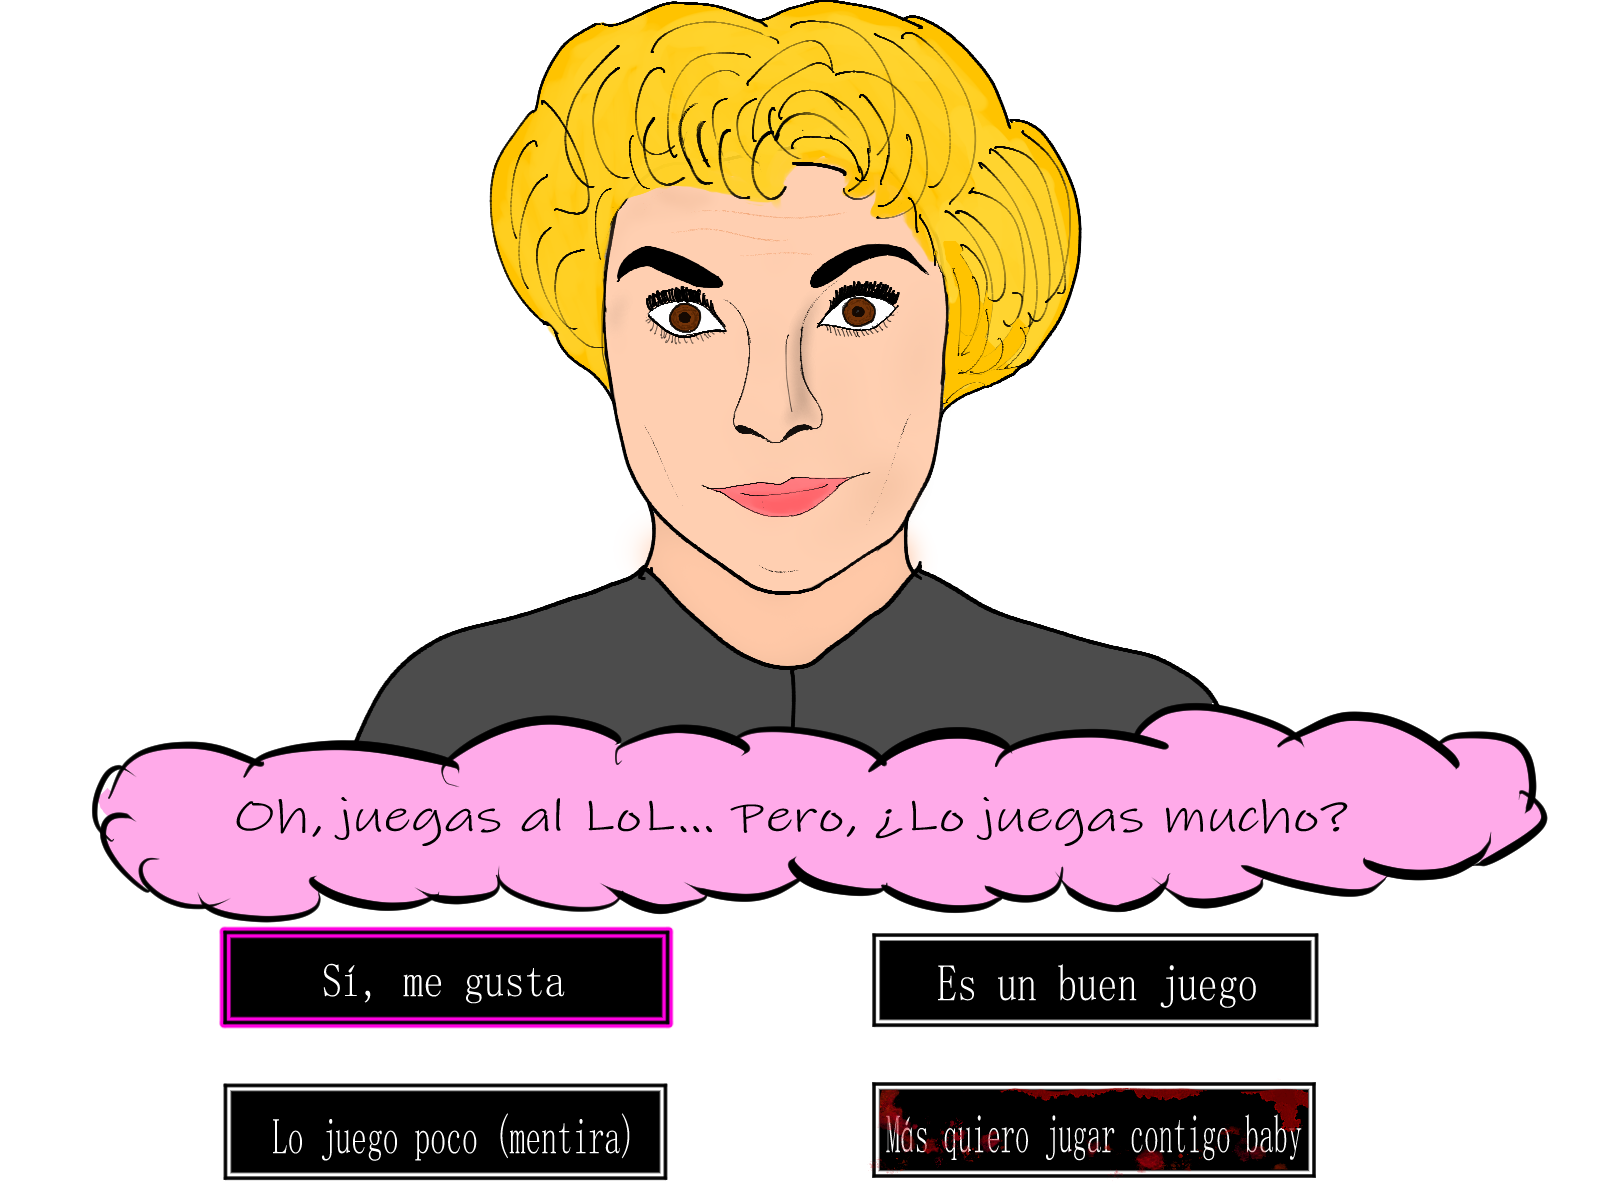 Oh, juegas al LoL... Pero, ¿Lo juegas mucho?
Sí, me gusta
Es un buen juego
Lo juego poco (mentira)
Más quiero jugar contigo baby